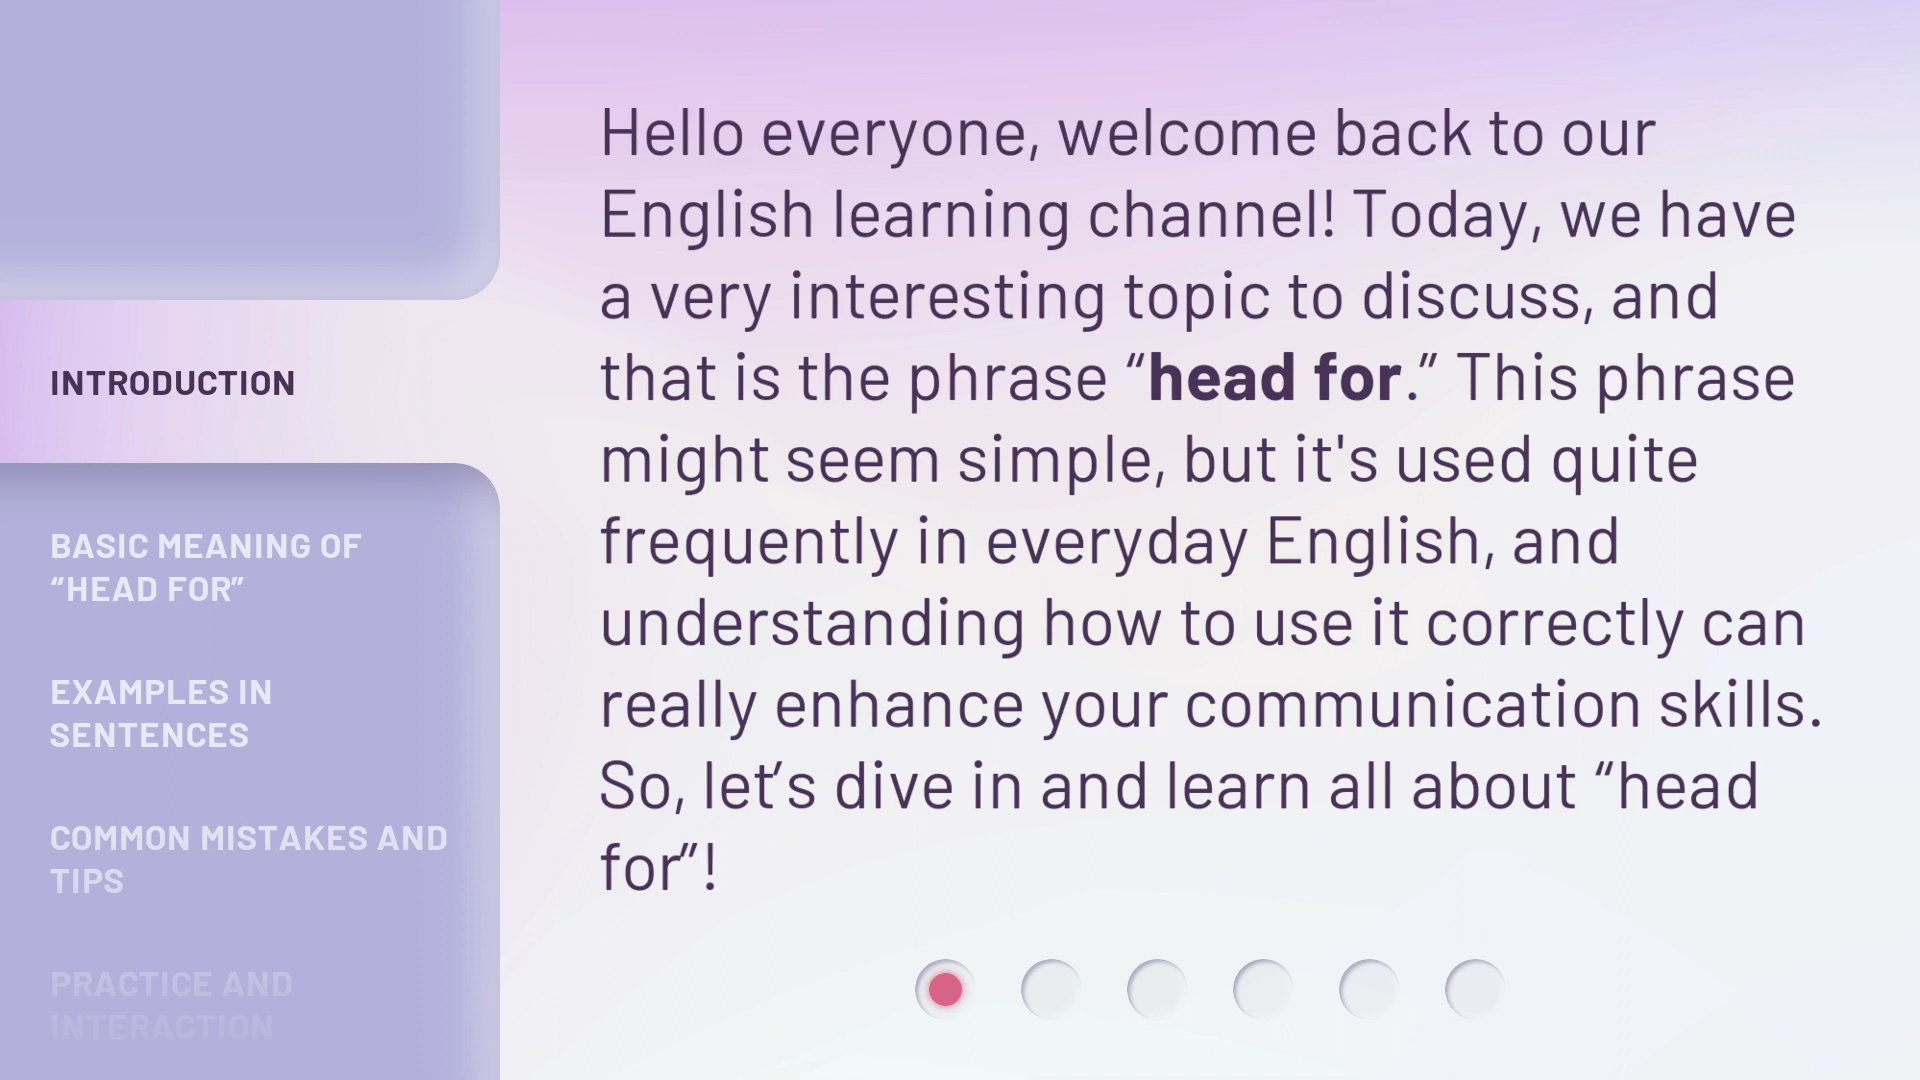 INTRODUCTION
BASIC MEANING OF
“HEAD FOR”
EXAMPLES IN
SENTENCES
COMMON MISTAKES AND
TIPS
PRACTICE AND
INTERACTION
Hello everyone, welcome back to our
English learning channel! Today, we have
a very interesting topic to discuss, and
that is the phrase “head for.” This phrase
might seem simple, but it's used quite
frequently in everyday English, and
understanding how to use it correctly can
really enhance your communication skills.
So, let’s dive in and learn all about “head
for”!